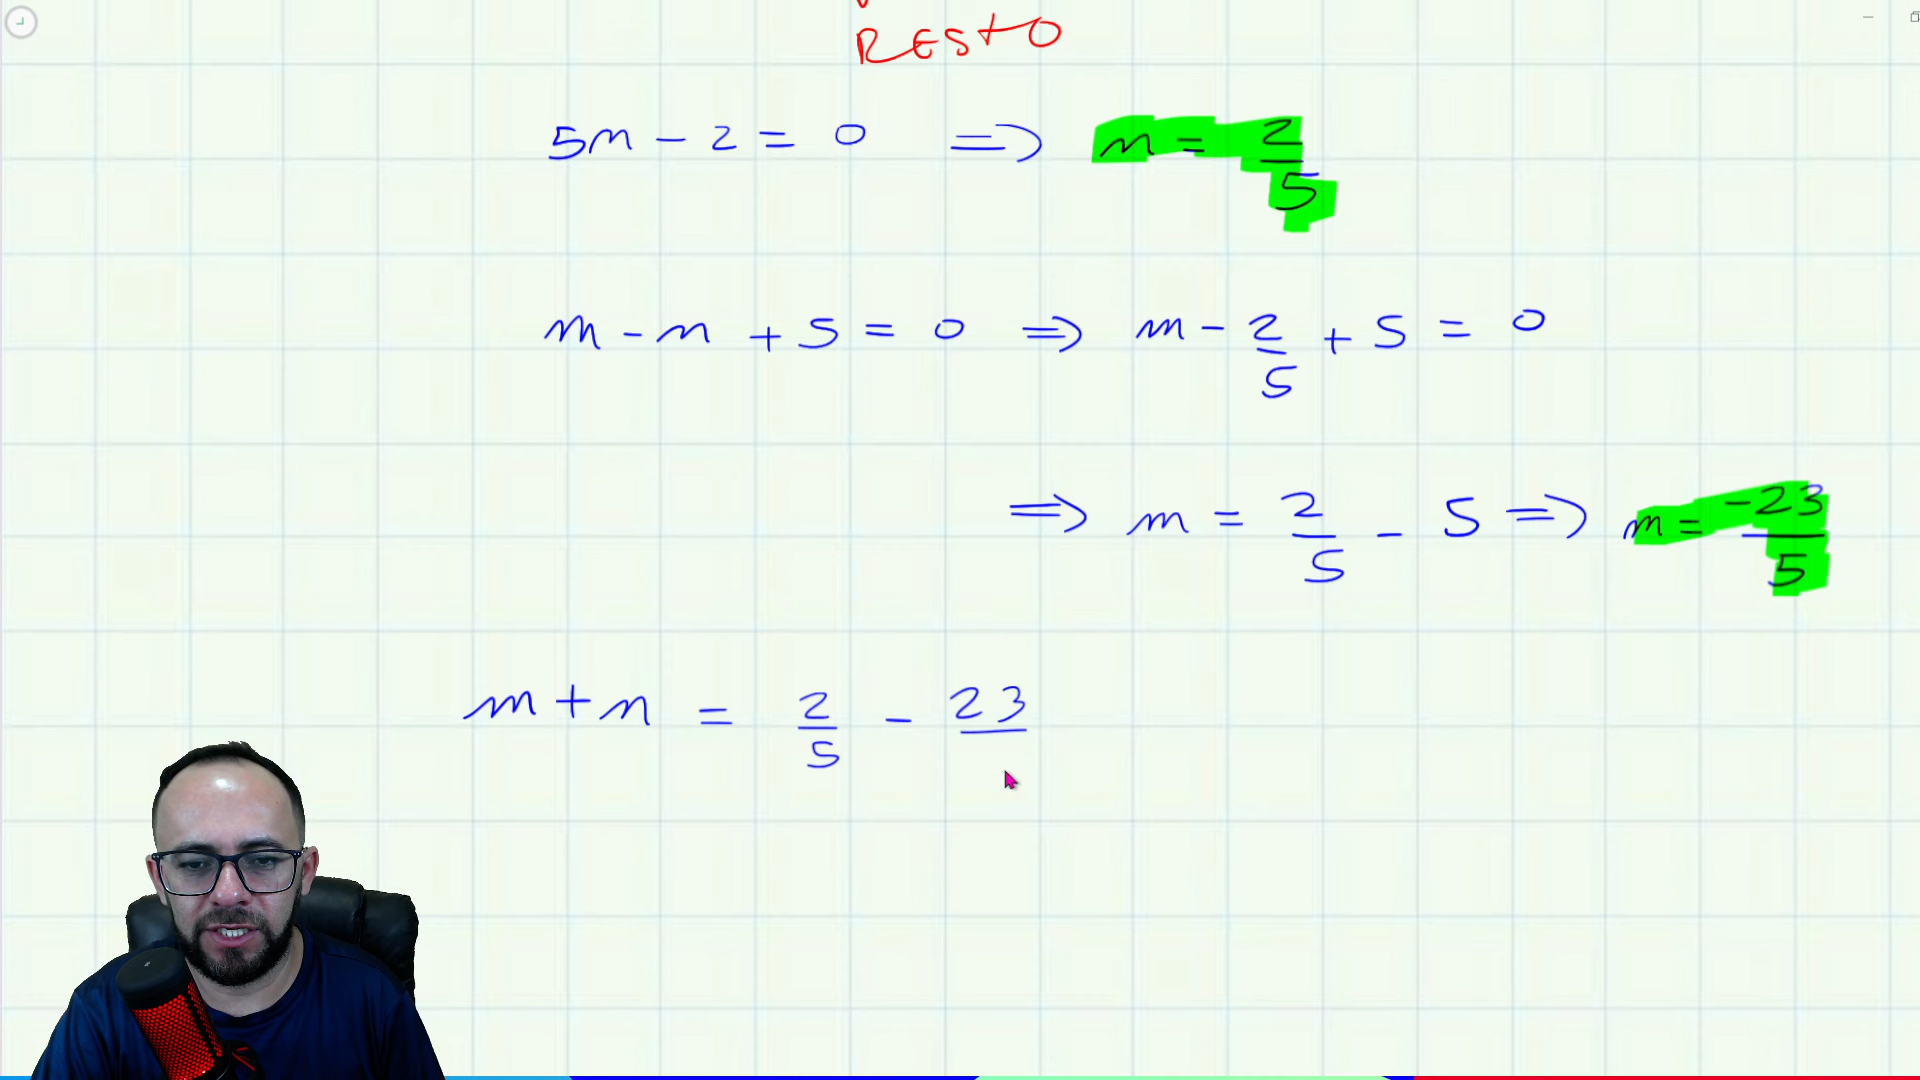 RESTO
5n - 2 = 0 => n = 2/5
m - n + 5 = 0 => m - 2/5 + 5 = 0
=> m = 2/5 - 5 => m = -23/5
m + n = 2/5 - 23/